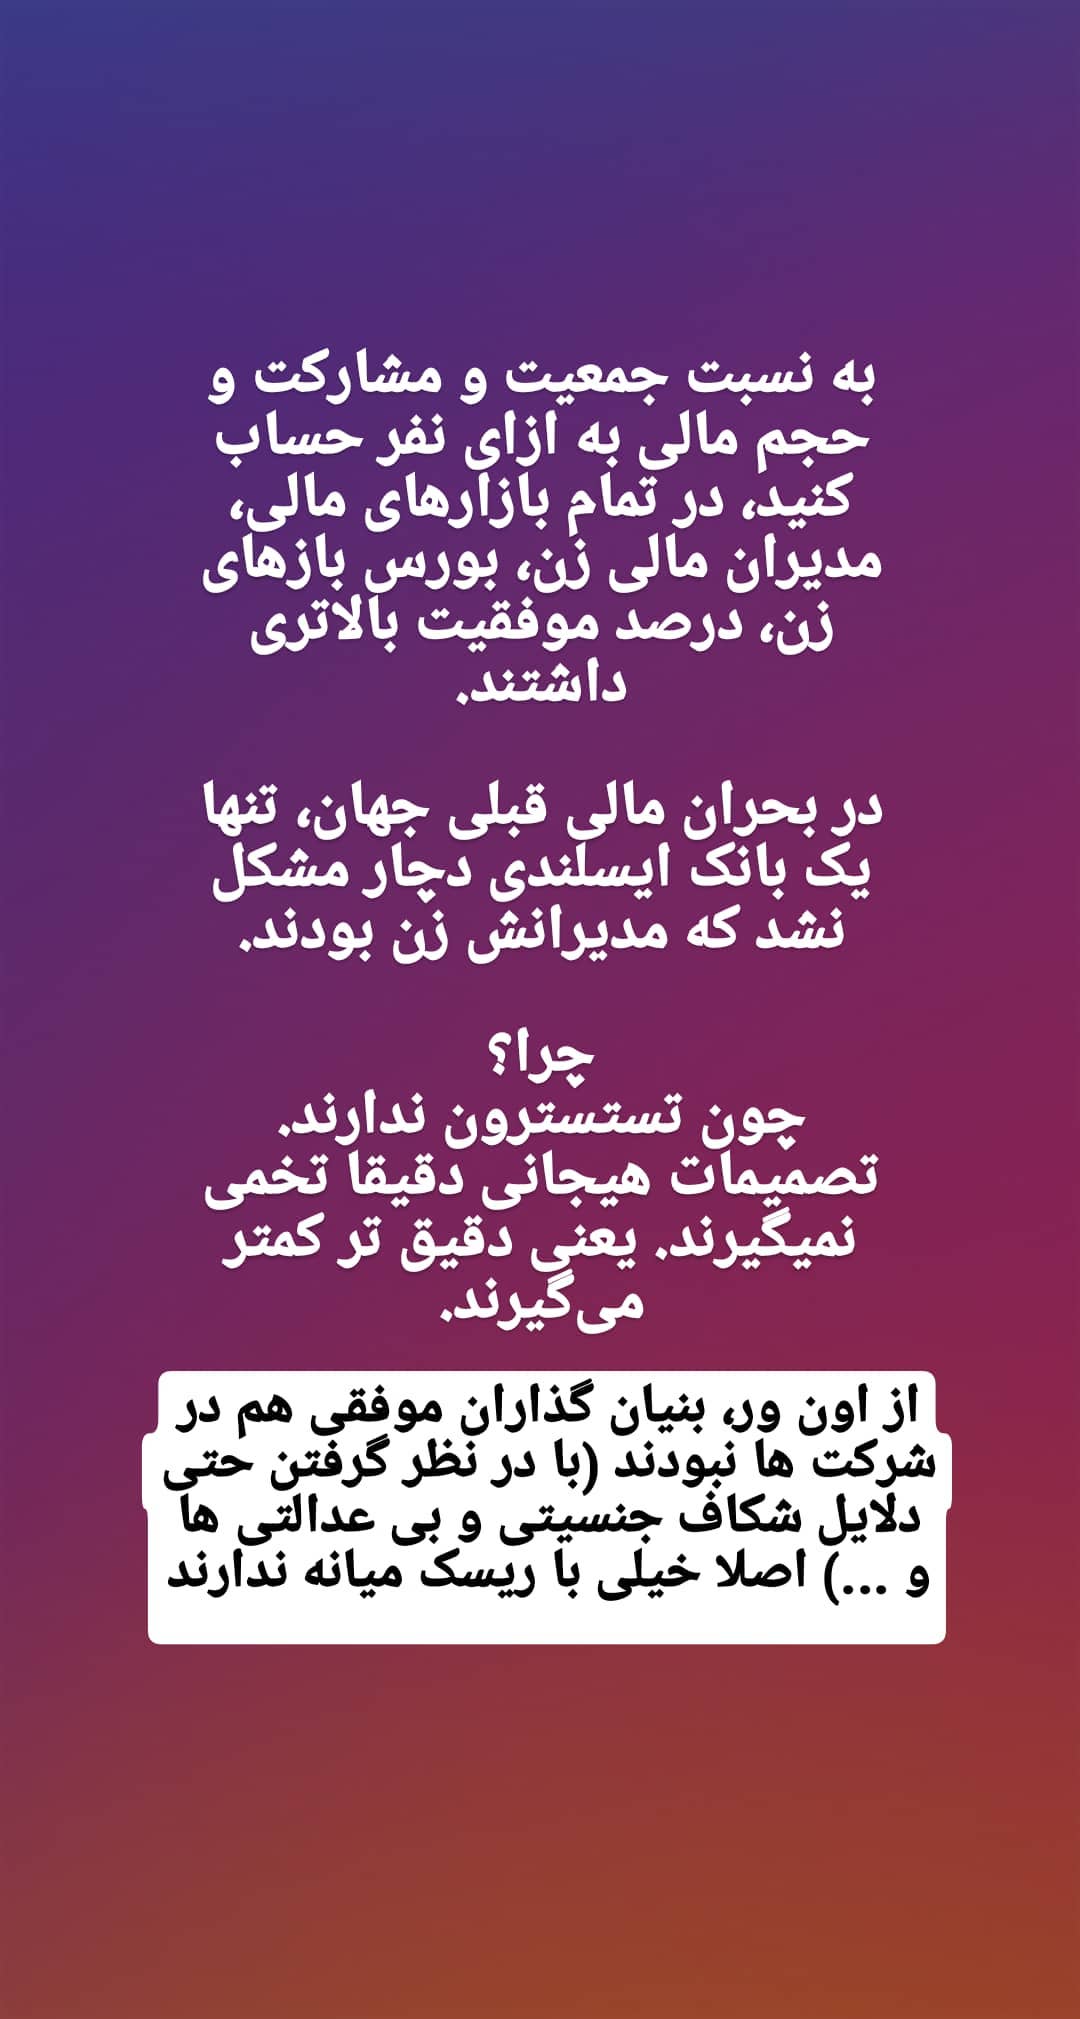 به نسبت جمعیت و مشارکت و
حجم مالی به ازای نفر حساب
کنید، در تمام بازارهای مالی،
مدیران مالی زن، بورس بازهای
زن، درصد موفقیت بالاتری
داشتند.
در بحران مالی قبلی جهان، تنها
یک بانک ایسلندی دچار مشکل
نشد که مدیرانش زن بودند.
چرا؟
چون تستسترون ندارند.
تصمیمات هیجانی دقیقا تخمی
نمیگیرند. یعنی دقیق تر کمتر
می‌گیرند.
از اون ور، بنیان گذاران موفقی هم در
شرکت ها نبودند (با در نظر گرفتن حتی
دلایل شکاف جنسیتی و بی عدالتی ها
و ...) اصلا خیلی با ریسک میانه ندارند